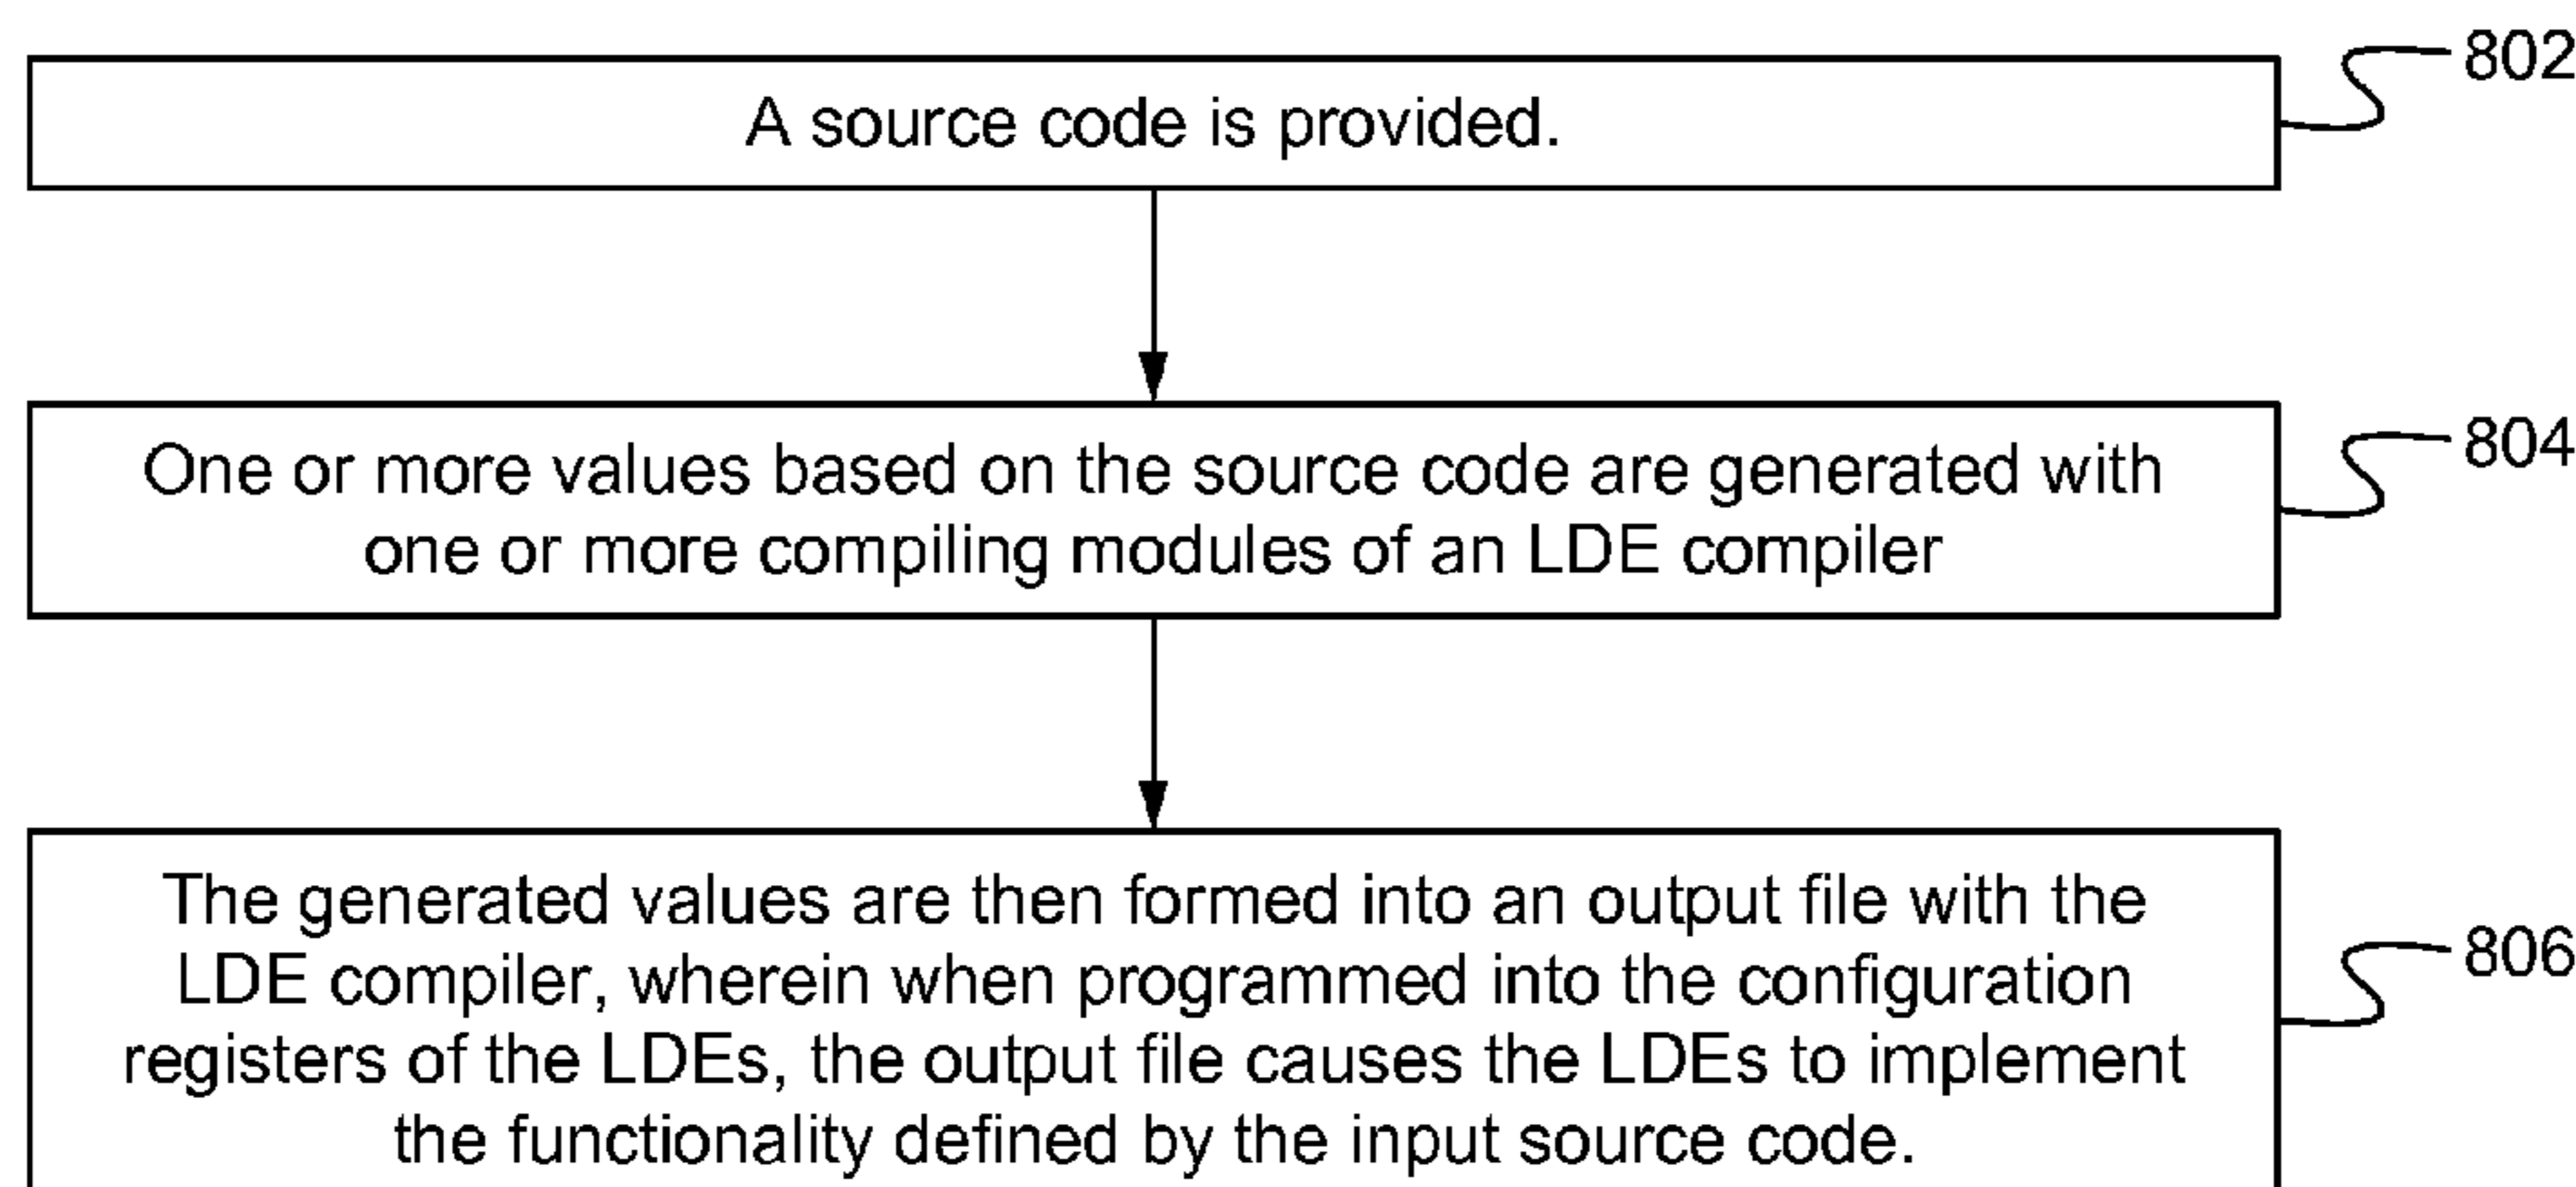 A source code is provided.
802
One or more values based on the source code are generated with
one or more compiling modules of an LDE compiler
804
The generated values are then formed into an output file with the
LDE compiler, wherein when programmed into the configuration
registers of the LDEs, the output file causes the LDEs to implement
the functionality defined by the input source code.
806